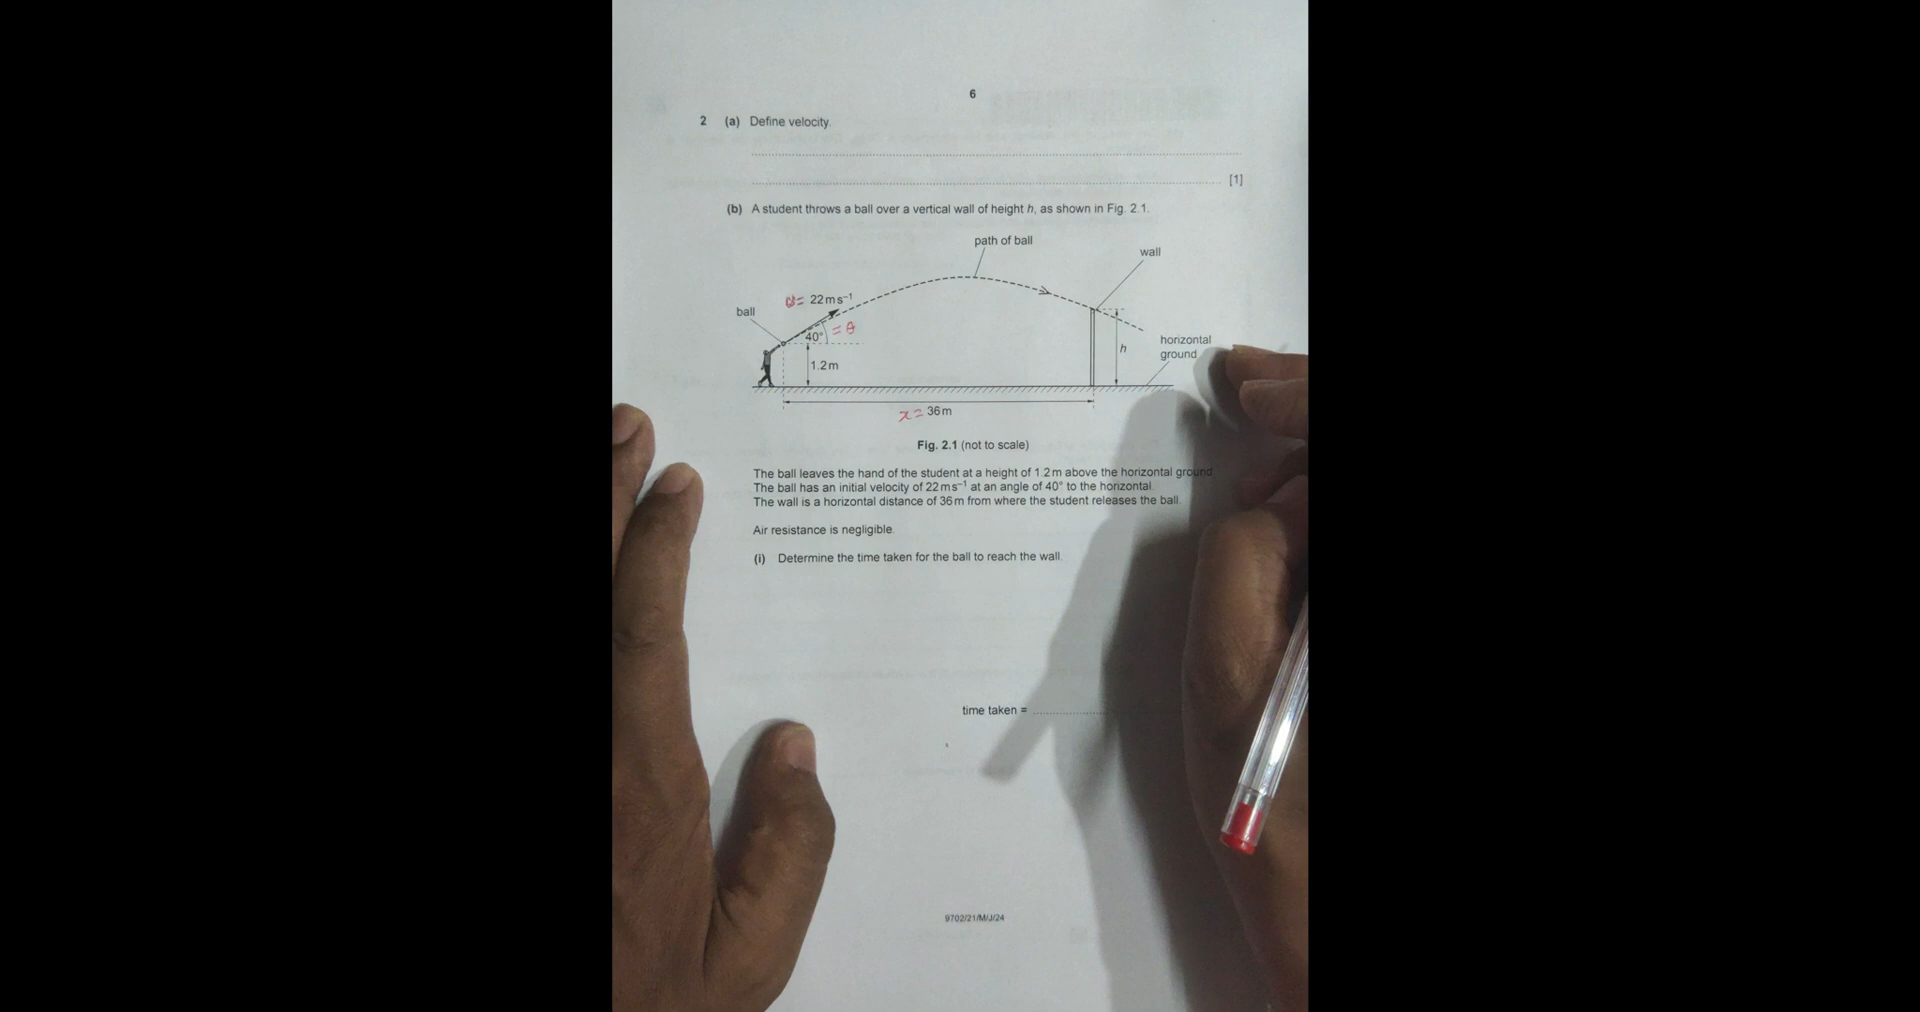 6
2 (a) Define velocity.
[1]
(b) A student throws a ball over a vertical wall of height h, as shown in Fig. 2.1.
path of ball
wall
u = 22 m s⁻¹
ball
40° = θ
horizontal
ground
h
1.2 m
x = 36 m
Fig. 2.1 (not to scale)
The ball leaves the hand of the student at a height of 1.2 m above the horizontal ground.
The ball has an initial velocity of 22 m s⁻¹ at an angle of 40° to the horizontal.
The wall is a horizontal distance of 36 m from where the student releases the ball.
Air resistance is negligible.
(i) Determine the time taken for the ball to reach the wall.
time taken =
9702/21/M/J/24